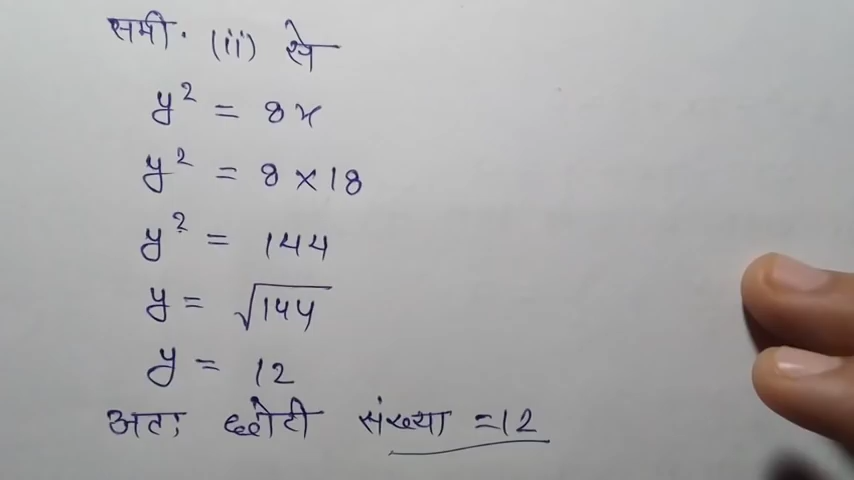 समी. (ii) से
y² = 8x
y² = 8 × 18
y² = 144
y = √144
y = 12
अतः छोटी संख्या = 12